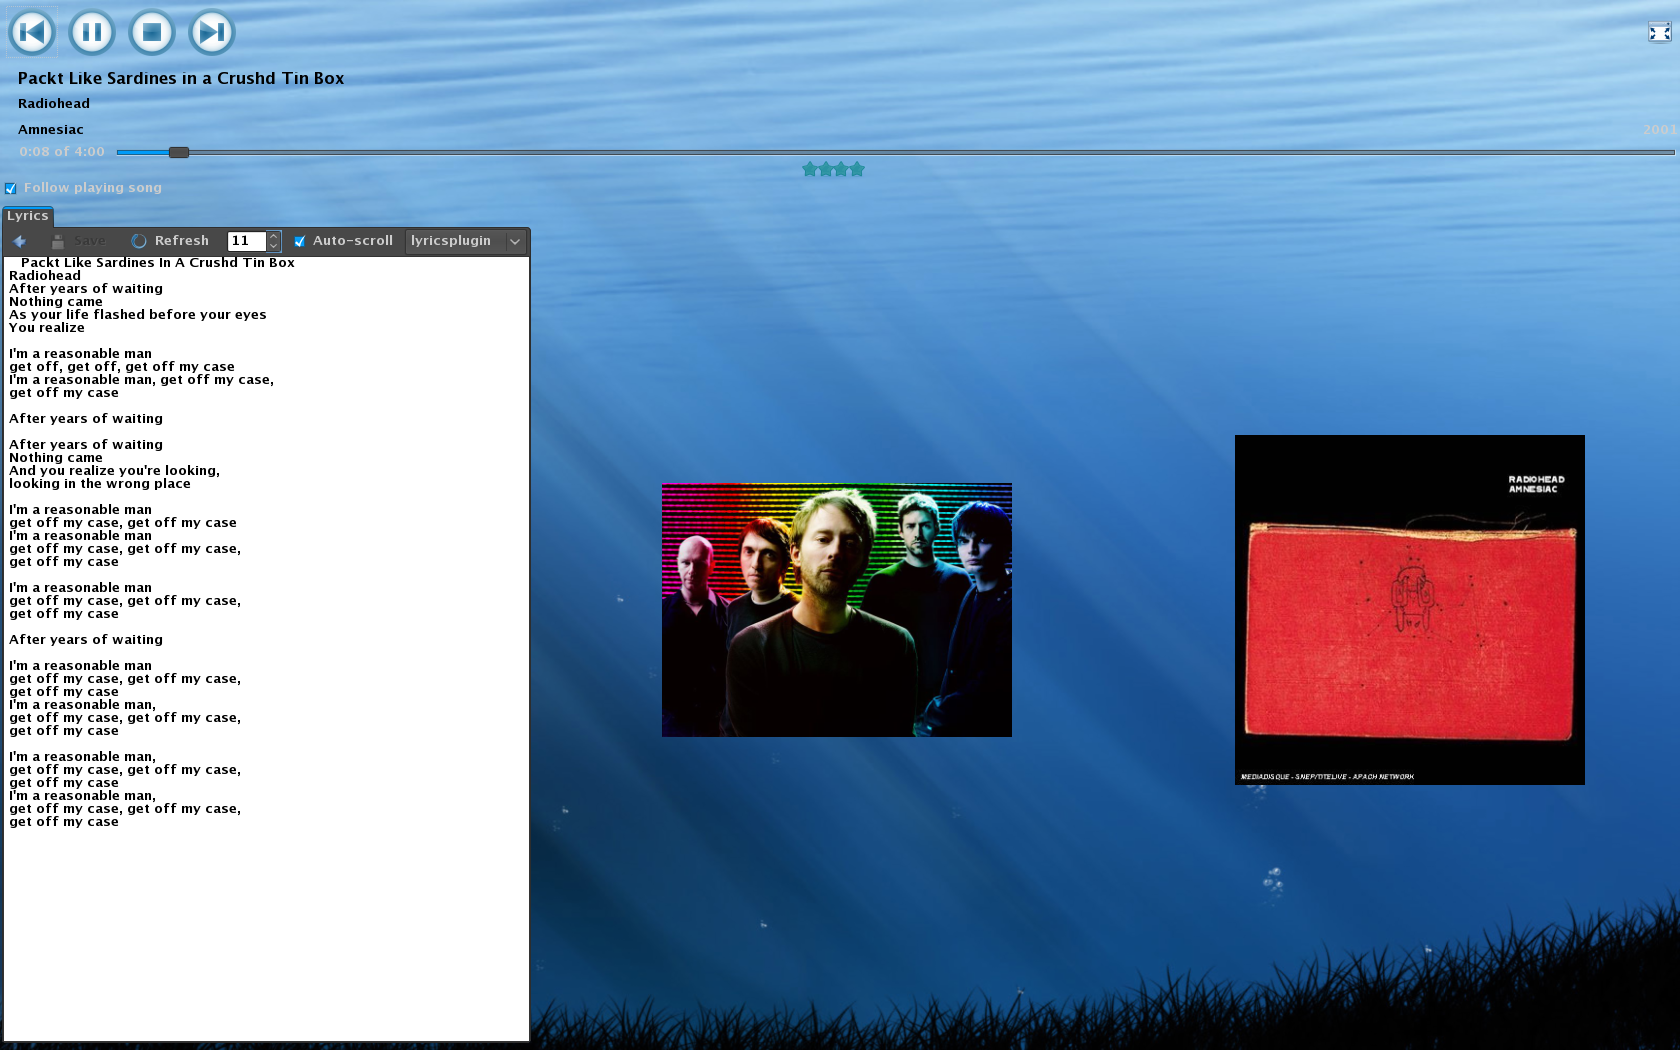 Packt Like Sardines in a Crushd Tin Box
Radiohead
Amnesiac
2001
0:08 of 4:00
Follow playing song
Lyrics
Save
Refresh
11
Auto-scroll
lyricsplugin
Packt Like Sardines In A Crushd Tin Box
Radiohead
After years of waiting
Nothing came
As your life flashed before your eyes
You realize
I'm a reasonable man
get off, get off, get off my case
I'm a reasonable man, get off my case,
get off my case
After years of waiting
After years of waiting
Nothing came
And you realize you're looking,
looking in the wrong place
I'm a reasonable man
get off my case, get off my case
I'm a reasonable man
get off my case, get off my case,
get off my case
I'm a reasonable man
get off my case, get off my case,
get off my case
After years of waiting
I'm a reasonable man
get off my case, get off my case,
get off my case
I'm a reasonable man,
get off my case, get off my case,
get off my case
I'm a reasonable man,
get off my case, get off my case,
get off my case
I'm a reasonable man,
get off my case, get off my case,
get off my case
RADIOHEAD
AMNESIAC
MEDIADISQUE - SNEP/TITELIVE - APACH NETWORK